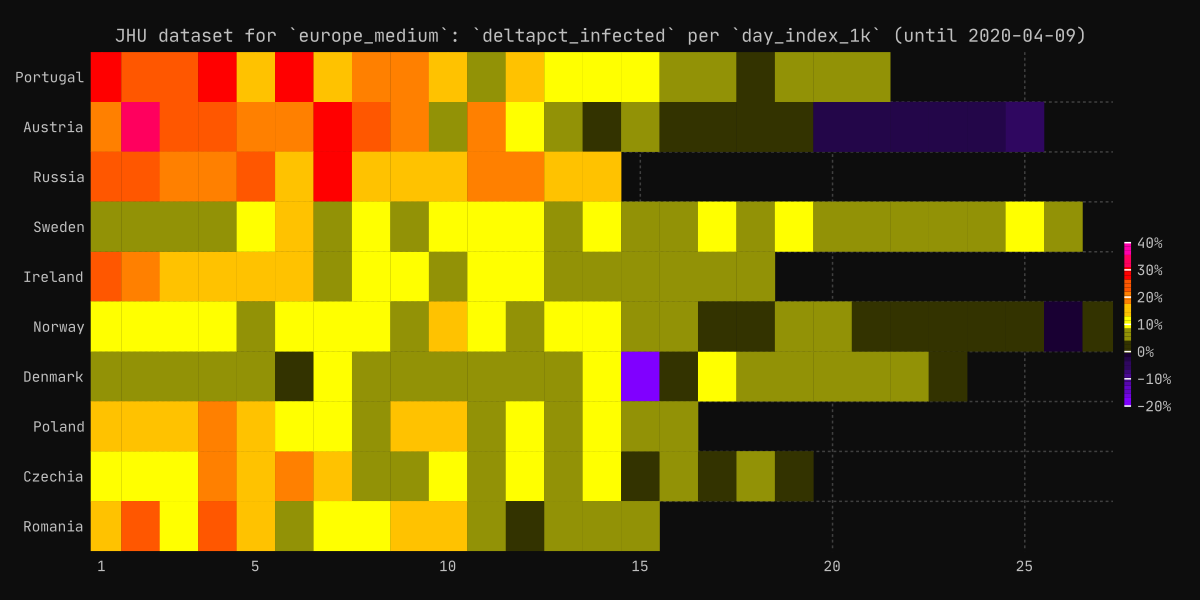 JHU dataset for `europe_medium`: `deltapct_infected` per `day_index_1k` (until 2020-04-09)
Portugal
Austria
Russia
Sweden
Ireland
Norway
Denmark
Poland
Czechia
Romania
40%
30%
20%
10%
0%
-10%
-20%
1 5 10 15 20 25